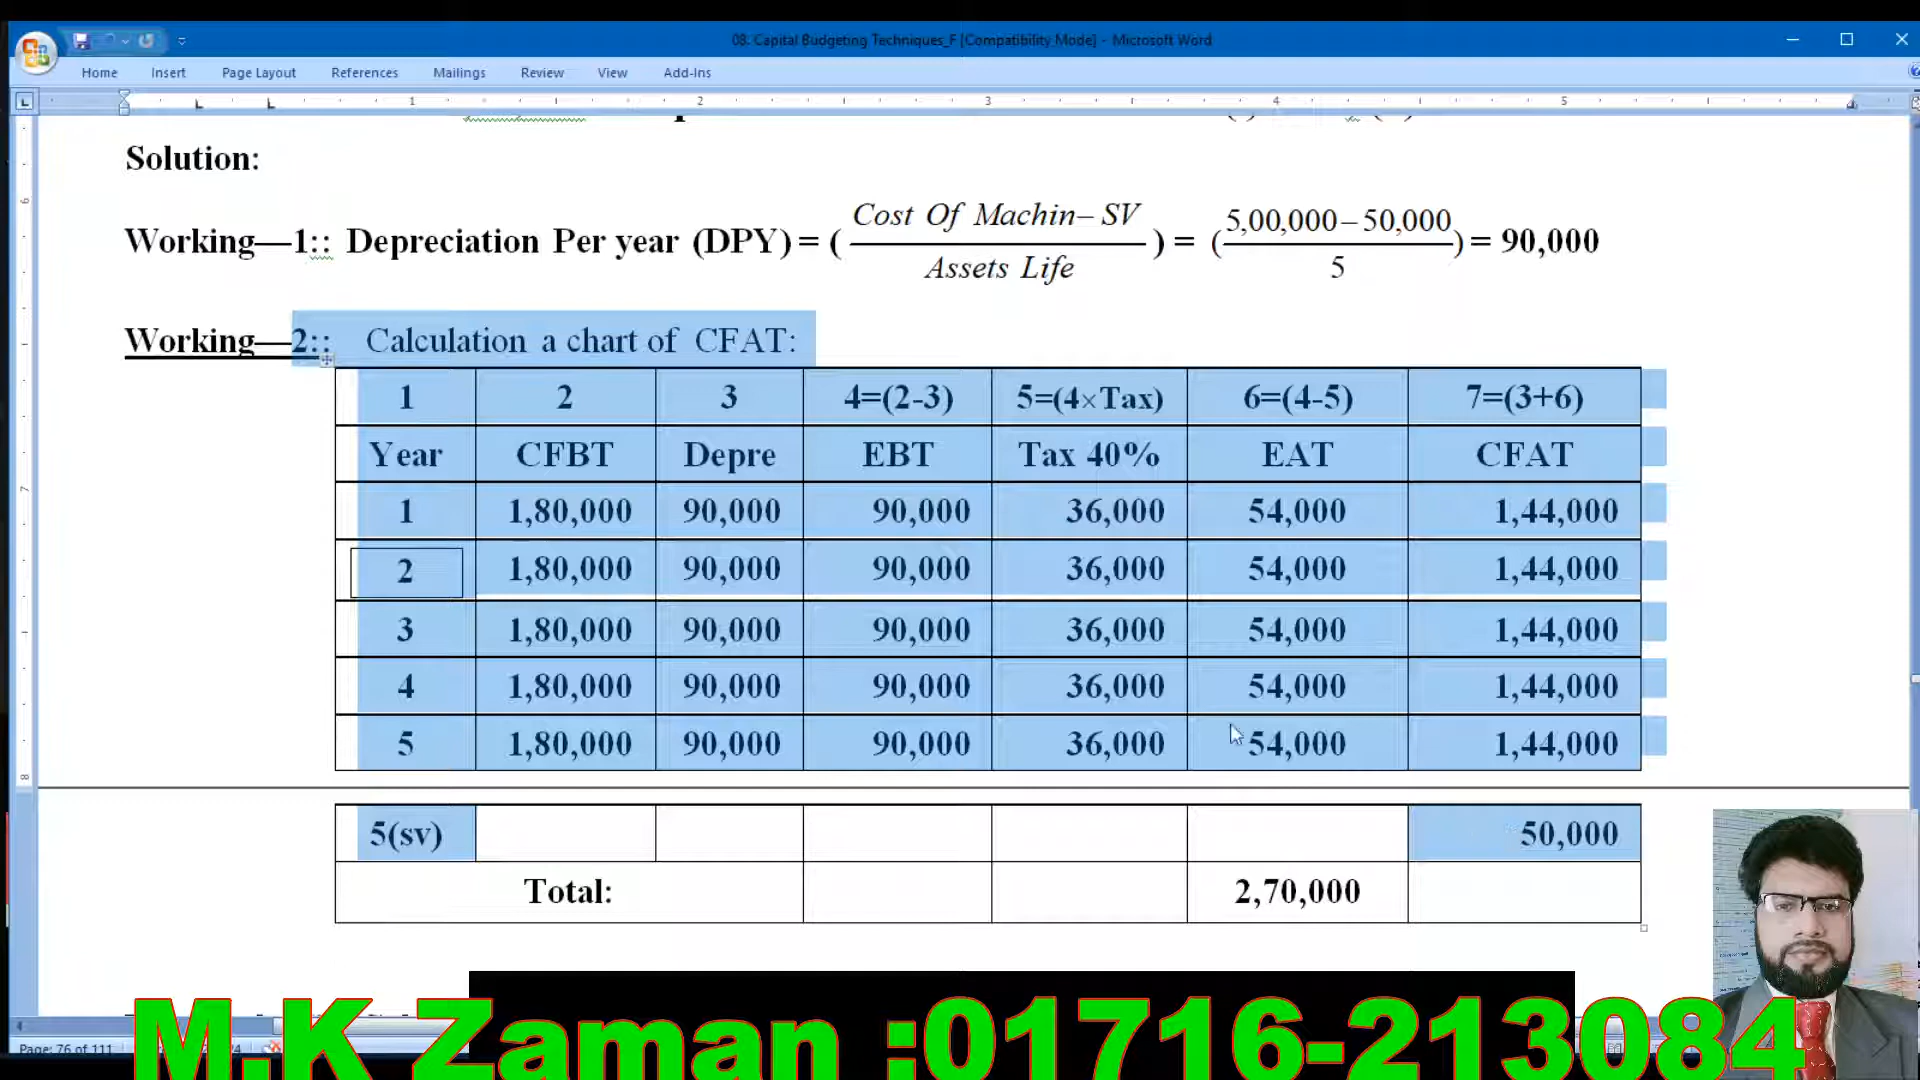 08. Capital Budgeting Techniques_F [Compatibility Mode] - Microsoft Word
Home Insert Page Layout References Mailings Review View Add-Ins
1 2 3 4 5
Solution:
Working—1:: Depreciation Per year (DPY) = ( Cost Of Machin– SV / Assets Life ) = ( 5,00,000 – 50,000 / 5 ) = 90,000
Working—2:: Calculation a chart of CFAT:
1 2 3 4=(2-3) 5=(4×Tax) 6=(4-5) 7=(3+6)
Year CFBT Depre EBT Tax 40% EAT CFAT
1 1,80,000 90,000 90,000 36,000 54,000 1,44,000
2 1,80,000 90,000 90,000 36,000 54,000 1,44,000
3 1,80,000 90,000 90,000 36,000 54,000 1,44,000
4 1,80,000 90,000 90,000 36,000 54,000 1,44,000
5 1,80,000 90,000 90,000 36,000 54,000 1,44,000
5(sv) 50,000
Total: 2,70,000
Page: 76 of 111
M.K Zaman :01716-213084